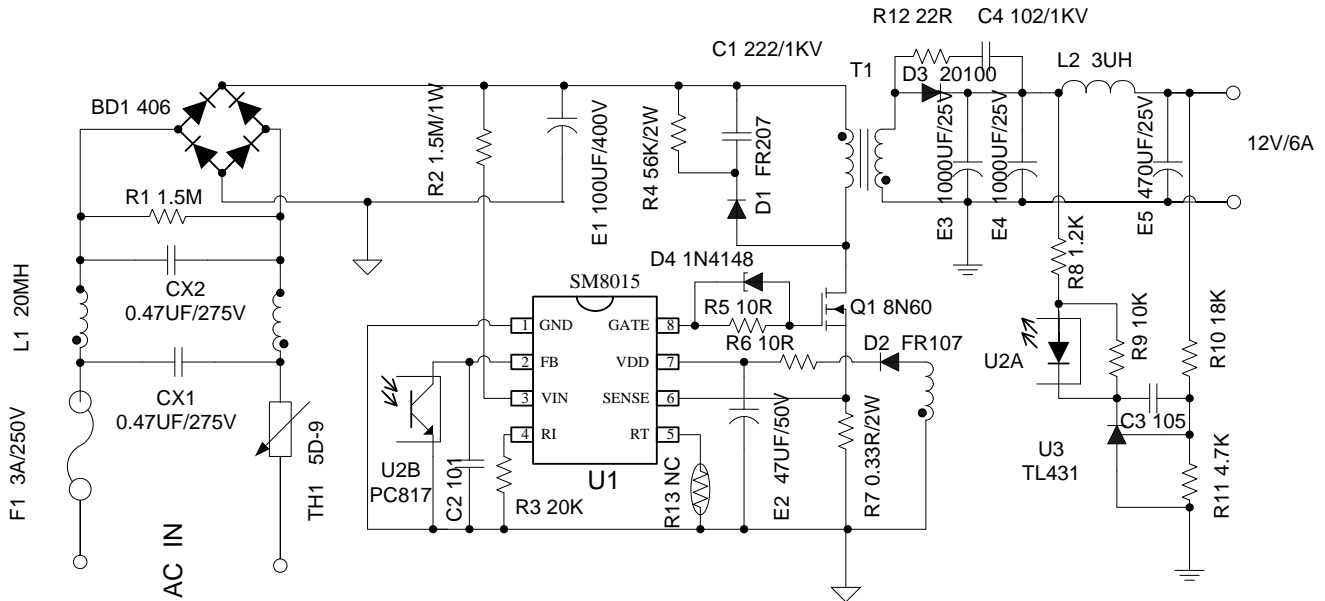 R12 22R
C4 102/1KV
C1 222/1KV
T1
D3 20100
L2 3UH
BD1 406
R2 1.5M/1W
E1 100UF/400V
R4 56K/2W
FR207
D1
E3 1000UF/25V
E4 1000UF/25V
E5 470UF/25V
12V/6A
R1 1.5M
CX2
0.47UF/275V
L1 20MH
CX1
0.47UF/275V
F1 3A/250V
TH1 5D-9
AC IN
D4 1N4148
R5 10R
Q1 8N60
R6 10R
D2 FR107
SM8015
1 GND
2 FB
3 VIN
4 RI
GATE 8
VDD 7
SENSE 6
RT 5
U1
U2B
PC817
C2 101
R3 20K
R13 NC
E2 47UF/50V
R7 0.33R/2W
R8 1.2K
U2A
R9 10K
R10 18K
C3 105
U3
TL431
R11 4.7K